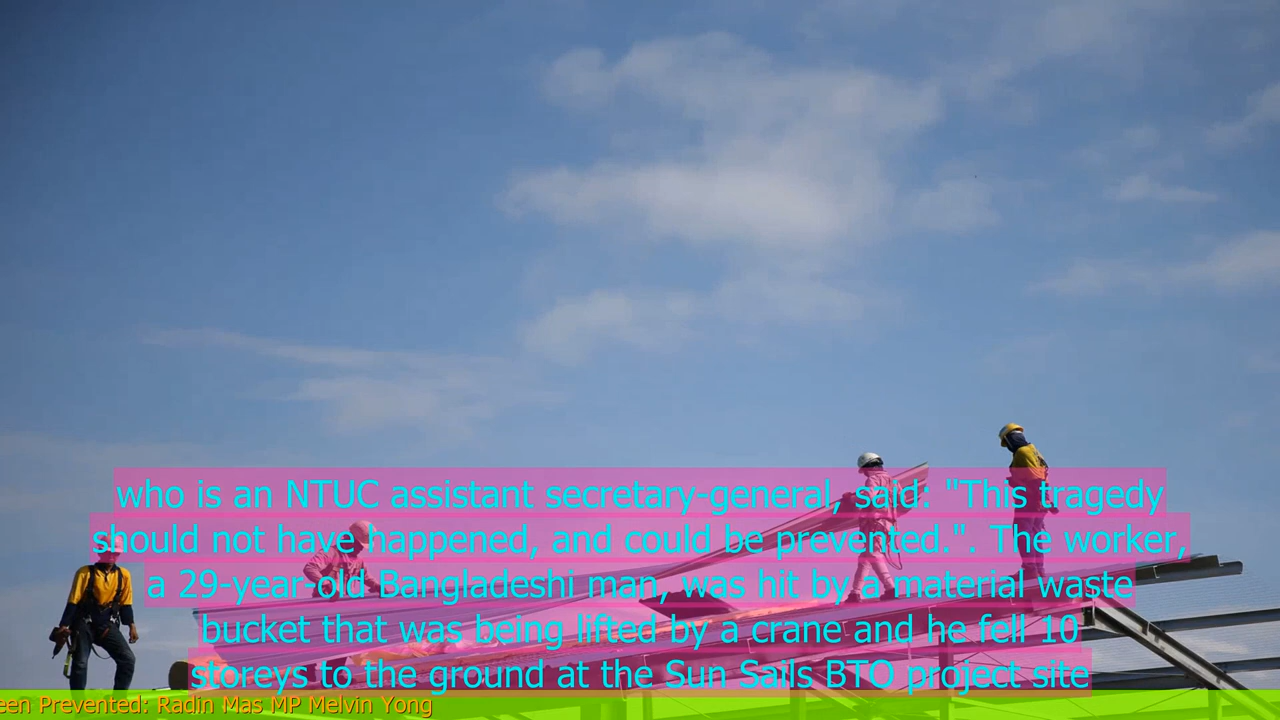 who is an NTUC assistant secretary-general, said: "This tragedy
should not have happened, and could be prevented.". The worker,
a 29-year-old Bangladeshi man, was hit by a material waste
bucket that was being lifted by a crane and he fell 10
storeys to the ground at the Sun Sails BTO project site
Prevented: Radin Mas MP Melvin Yong